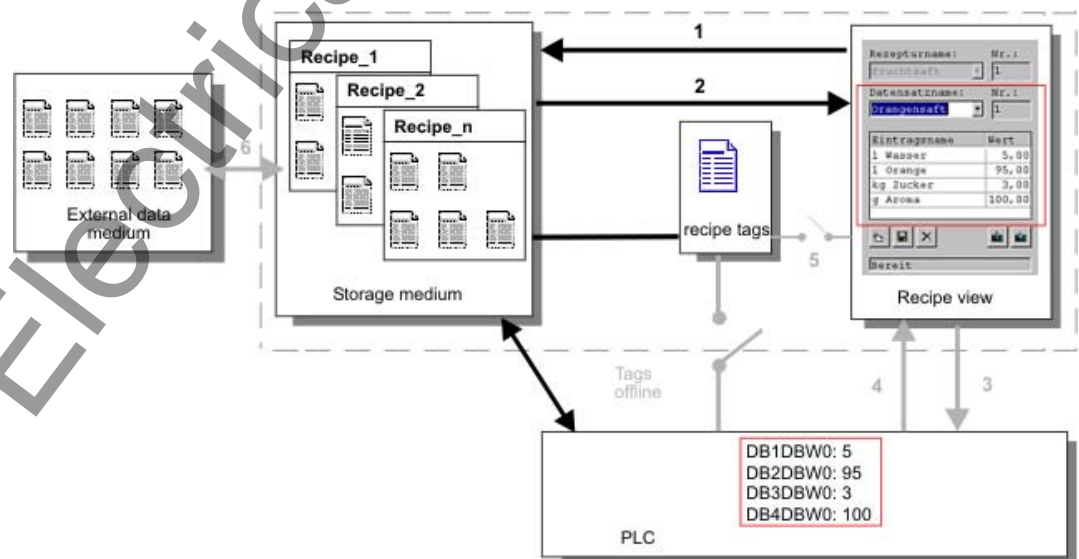 Electric
1
Recipe_1
Rezepturname: Nr.:
Fruchtsaft 1
Recipe_2
2
Datensatzname: Nr.:
Orangensaft 1
Recipe_n
Eintragsname Wert
l Wasser 5,00
l Orange 95,00
kg Zucker 3,00
g Aroma 100,00
6
External data
medium
recipe tags
5
Bereit
Storage medium
Recipe view
Tags
offline
4
3
DB1DBW0: 5
DB2DBW0: 95
DB3DBW0: 3
DB4DBW0: 100
PLC